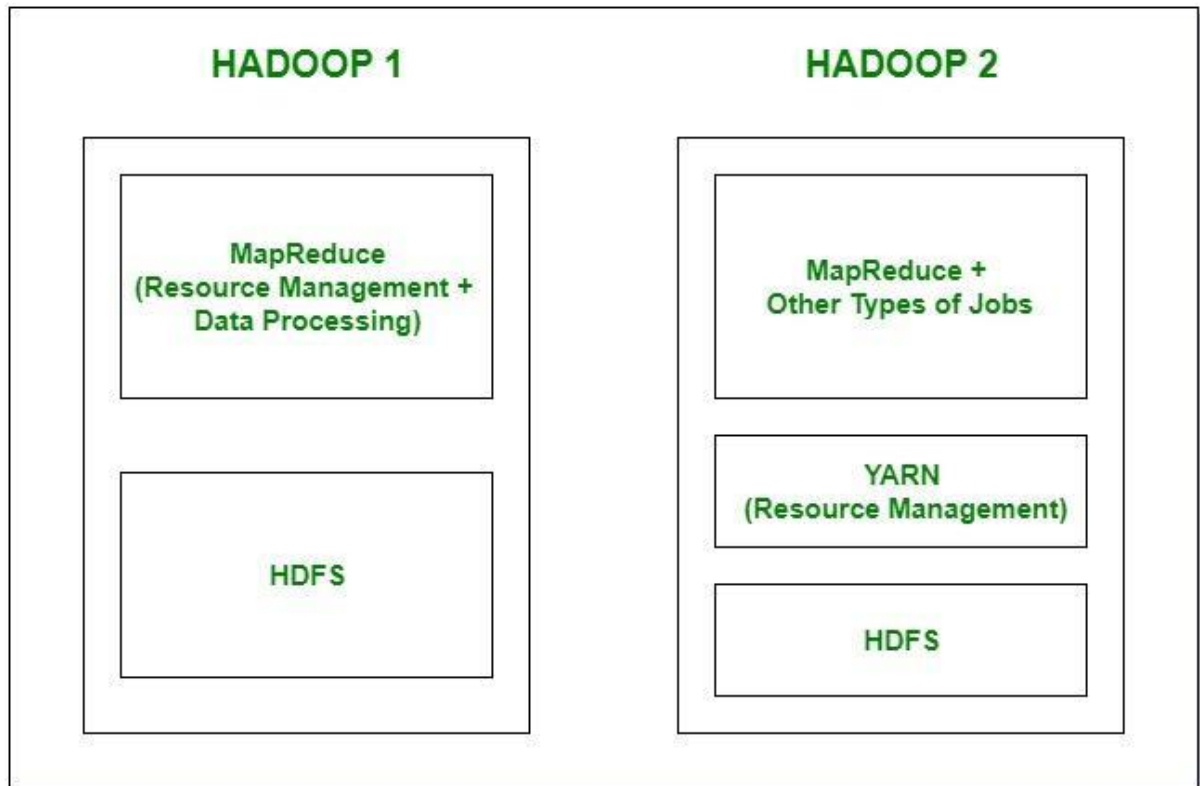 HADOOP 1
MapReduce
(Resource Management +
Data Processing)
HDFS
HADOOP 2
MapReduce +
Other Types of Jobs
YARN
(Resource Management)
HDFS